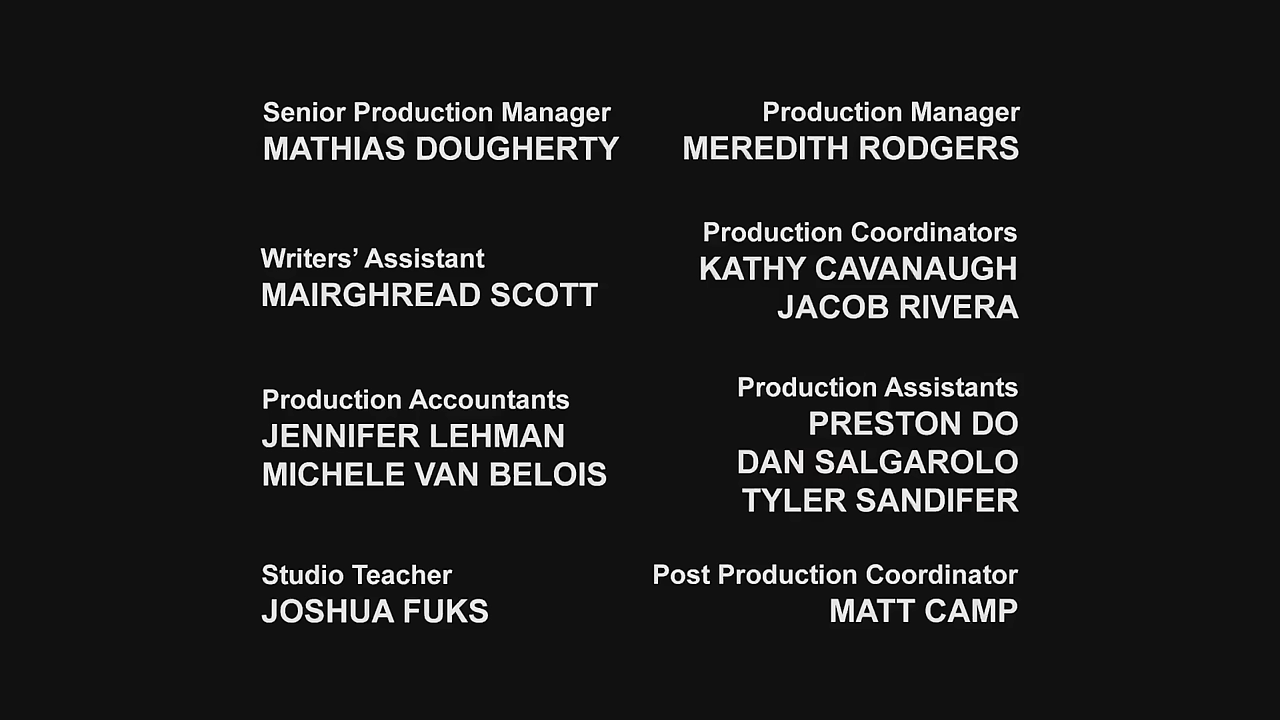 Senior Production Manager
MATHIAS DOUGHERTY
Writers’ Assistant
MAIRGHREAD SCOTT
Production Accountants
JENNIFER LEHMAN
MICHELE VAN BELOIS
Studio Teacher
JOSHUA FUKS
Production Manager
MEREDITH RODGERS
Production Coordinators
KATHY CAVANAUGH
JACOB RIVERA
Production Assistants
PRESTON DO
DAN SALGAROLO
TYLER SANDIFER
Post Production Coordinator
MATT CAMP